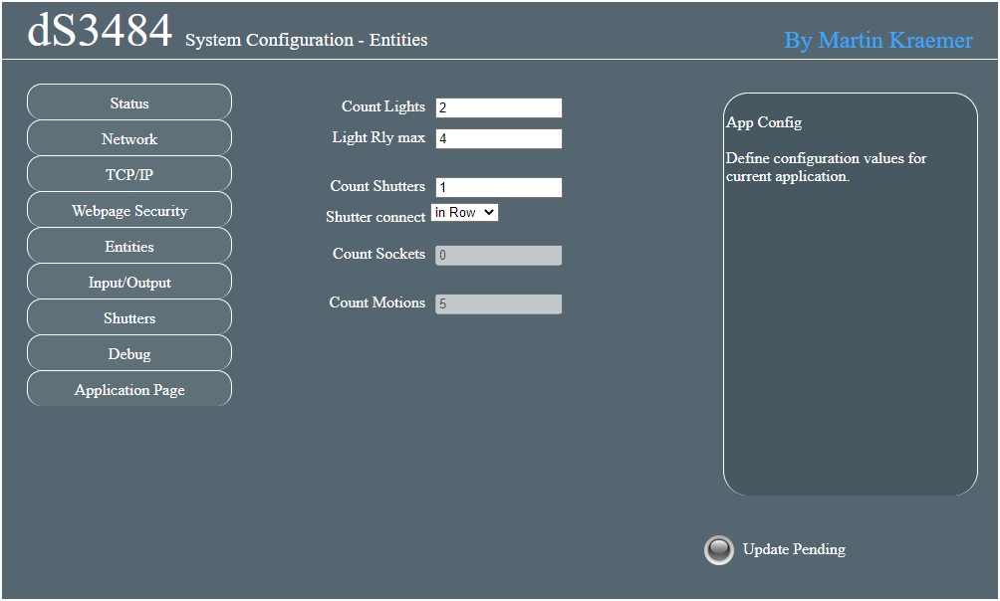 dS3484 System Configuration - Entities
By Martin Kraemer
Status
Network
TCP/IP
Webpage Security
Entities
Input/Output
Shutters
Debug
Application Page
Count Lights 2
Light Rly max 4
Count Shutters 1
Shutter connect in Row
Count Sockets 0
Count Motions 5
App Config
Define configuration values for
current application.
Update Pending